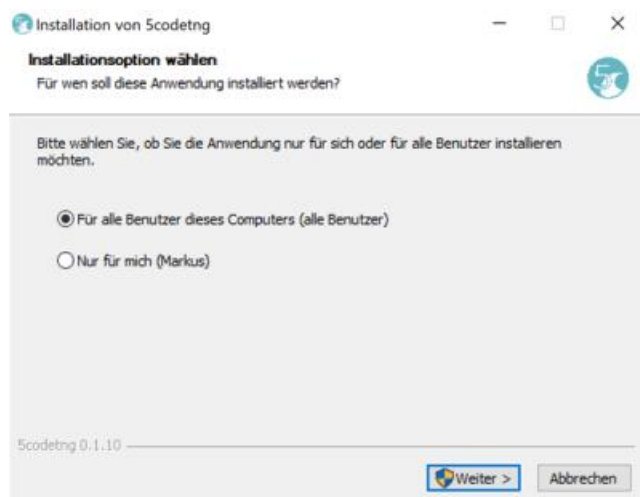 Installation von 5codetng
Installationsoption wählen
Für wen soll diese Anwendung installiert werden?
Bitte wählen Sie, ob Sie die Anwendung nur für sich oder für alle Benutzer installieren
möchten.
Für alle Benutzer dieses Computers (alle Benutzer)
Nur für mich (Markus)
5codetng 0.1.10
Weiter >
Abbrechen